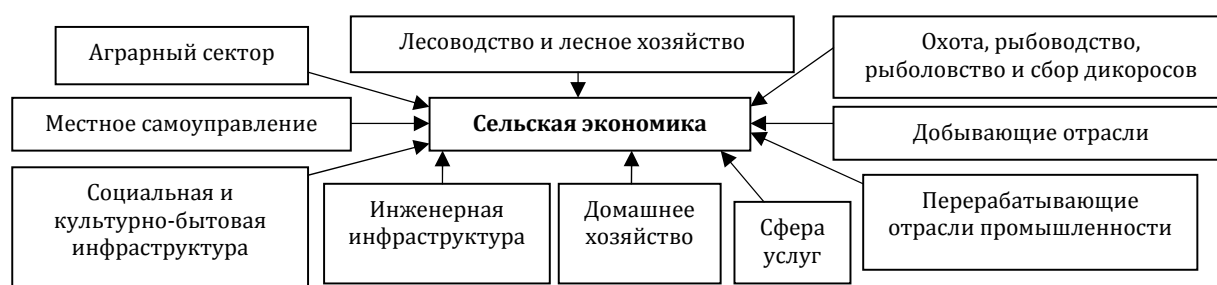 Аграрный сектор
Лесоводство и лесное хозяйство
Охота, рыбоводство,
рыболовство и сбор дикоросов
Местное самоуправление
Сельская экономика
Добывающие отрасли
Социальная и
культурно-бытовая
инфраструктура
Инженерная
инфраструктура
Домашнее
хозяйство
Сфера
услуг
Перерабатывающие
отрасли промышленности